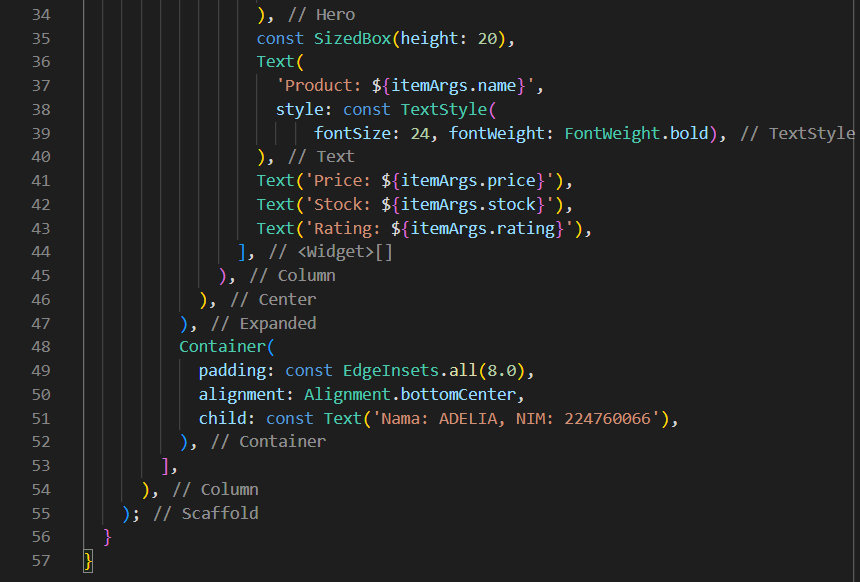 34 ), // Hero
35 const SizedBox(height: 20),
36 Text(
37 'Product: ${itemArgs.name}',
38 style: const TextStyle(
39 fontSize: 24, fontWeight: FontWeight.bold), // TextStyle
40 ), // Text
41 Text('Price: ${itemArgs.price}'),
42 Text('Stock: ${itemArgs.stock}'),
43 Text('Rating: ${itemArgs.rating}'),
44 ], // <Widget>[]
45 ), // Column
46 ), // Center
47 ), // Expanded
48 Container(
49 padding: const EdgeInsets.all(8.0),
50 alignment: Alignment.bottomCenter,
51 child: const Text('Nama: ADELIA, NIM: 224760066'),
52 ), // Container
53 ],
54 ), // Column
55 ); // Scaffold
56 }
57 }